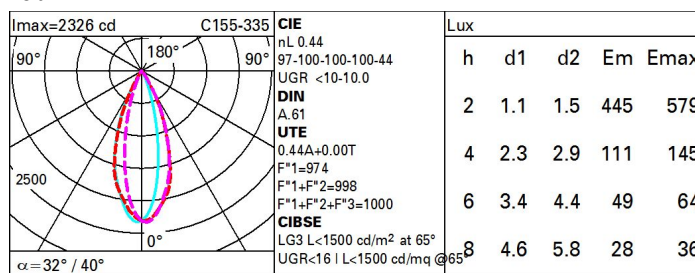 Imax=2326 cd C155-335
90° 180° 90°
2500
0°
α=32° / 40°
CIE
nL 0.44
97-100-100-100-44
UGR <10-10.0
DIN
A.61
UTE
0.44A+0.00T
F"1=974
F"1+F"2=998
F"1+F"2+F"3=1000
CIBSE
LG3 L<1500 cd/m² at 65°
UGR<16 | L<1500 cd/mq @65°
Lux
h d1 d2 Em Emax
2 1.1 1.5 445 579
4 2.3 2.9 111 145
6 3.4 4.4 49 64
8 4.6 5.8 28 36